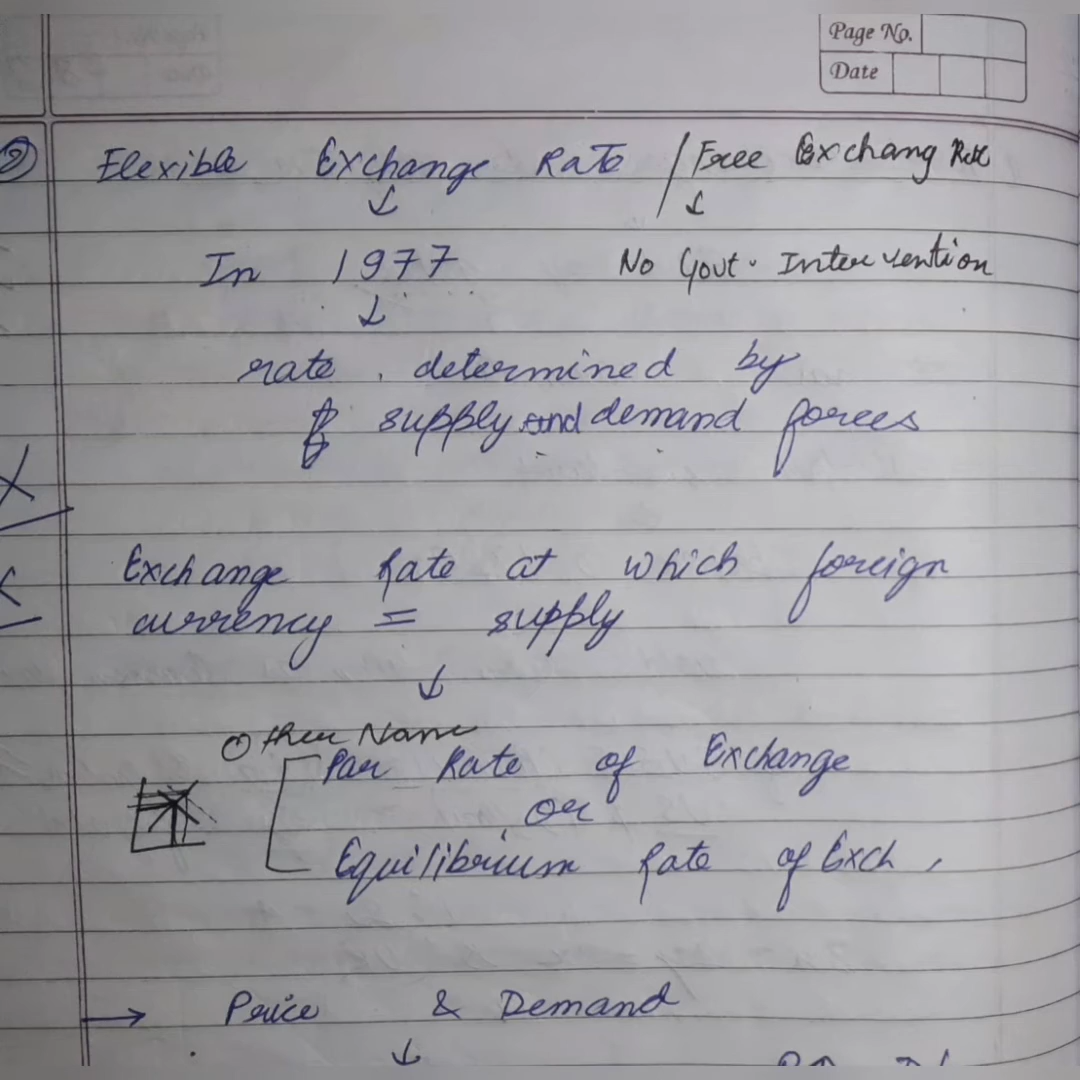 Page No.
Date
② Flexible Exchange Rate / Free Exchang Rate
↓ ↓
In 1977 No Govt. Intervention
↓
rate determined by
supply and demand forces
Exchange Rate at which foreign
currency = supply
↓
Other Name
Par Rate of Exchange
or
Equilibrium Rate of Exch.
→ Price & Demand
↓